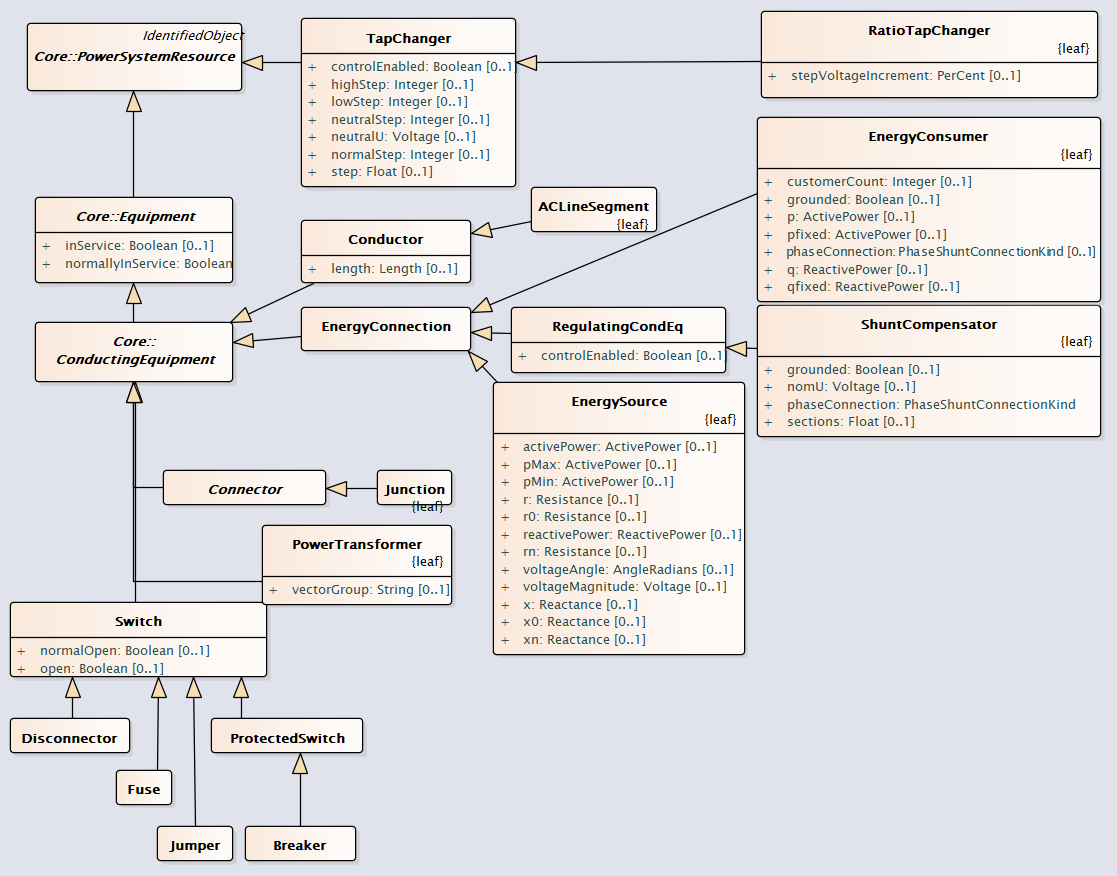 IdentifiedObject
Core::PowerSystemResource
TapChanger
+ controlEnabled: Boolean [0..1]
+ highStep: Integer [0..1]
+ lowStep: Integer [0..1]
+ neutralStep: Integer [0..1]
+ neutralU: Voltage [0..1]
+ normalStep: Integer [0..1]
+ step: Float [0..1]
RatioTapChanger
{leaf}
+ stepVoltageIncrement: PerCent [0..1]
EnergyConsumer
{leaf}
+ customerCount: Integer [0..1]
+ grounded: Boolean [0..1]
+ p: ActivePower [0..1]
+ pfixed: ActivePower [0..1]
+ phaseConnection: PhaseShuntConnectionKind [0..1]
+ q: ReactivePower [0..1]
+ qfixed: ReactivePower [0..1]
Core::Equipment
+ inService: Boolean [0..1]
+ normallyInService: Boolean
Conductor
+ length: Length [0..1]
ACLineSegment
{leaf}
Core::
ConductingEquipment
EnergyConnection
RegulatingCondEq
+ controlEnabled: Boolean [0..1]
ShuntCompensator
{leaf}
+ grounded: Boolean [0..1]
+ nomU: Voltage [0..1]
+ phaseConnection: PhaseShuntConnectionKind
+ sections: Float [0..1]
EnergySource
{leaf}
+ activePower: ActivePower [0..1]
+ pMax: ActivePower [0..1]
+ pMin: ActivePower [0..1]
+ r: Resistance [0..1]
+ r0: Resistance [0..1]
+ reactivePower: ReactivePower [0..1]
+ rn: Resistance [0..1]
+ voltageAngle: AngleRadians [0..1]
+ voltageMagnitude: Voltage [0..1]
+ x: Reactance [0..1]
+ x0: Reactance [0..1]
+ xn: Reactance [0..1]
Connector
Junction
{leaf}
PowerTransformer
{leaf}
+ vectorGroup: String [0..1]
Switch
+ normalOpen: Boolean [0..1]
+ open: Boolean [0..1]
Disconnector
ProtectedSwitch
Fuse
Jumper
Breaker